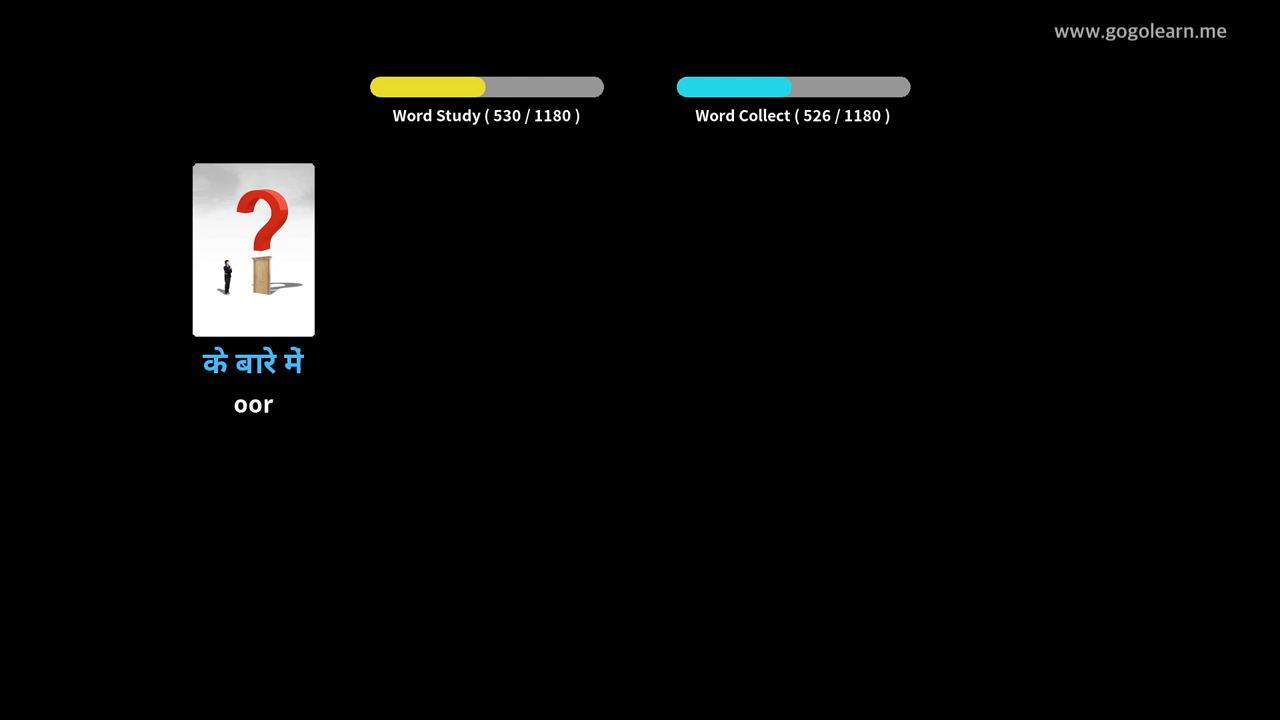 www.gogolearn.me
Word Study ( 530 / 1180 )
Word Collect ( 526 / 1180 )
?
के बारे में
oor